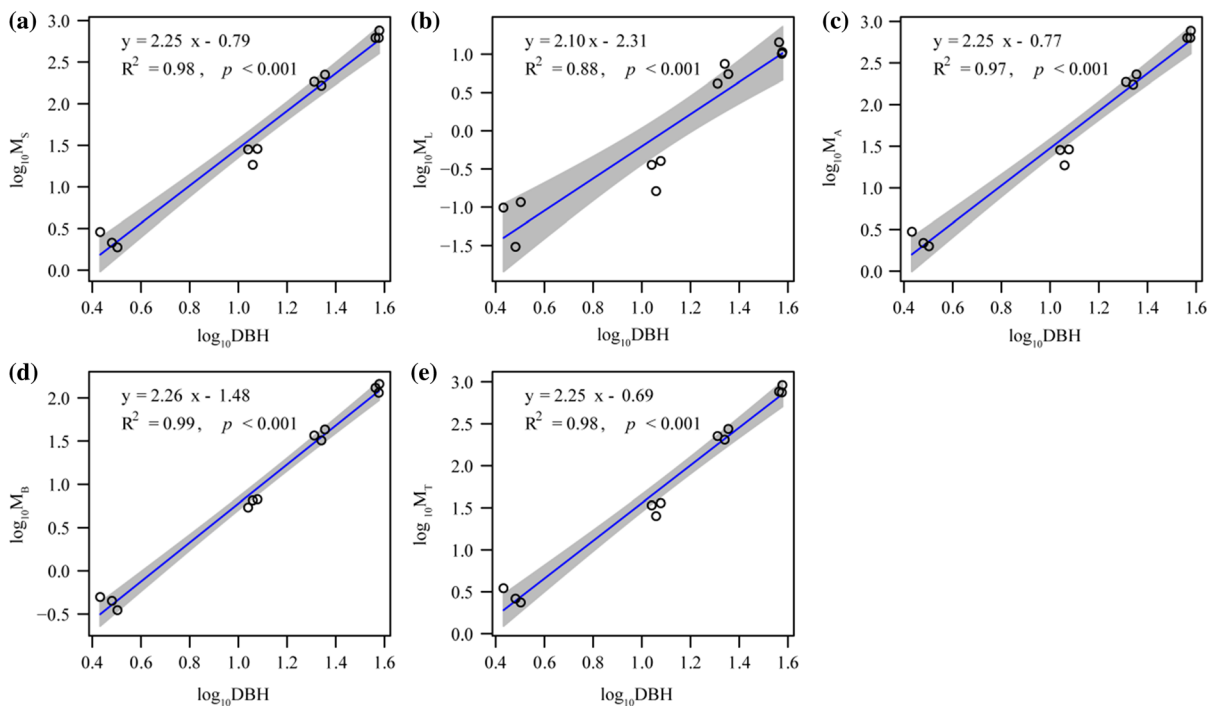 (a)
y = 2.25 x - 0.79
R² = 0.98 , p < 0.001
3.0
2.5
2.0
1.5
1.0
0.5
0.0
log₁₀M_S
0.4 0.6 0.8 1.0 1.2 1.4 1.6
log₁₀DBH
(b)
y = 2.10 x - 2.31
R² = 0.88 , p < 0.001
1.0
0.5
0.0
−0.5
−1.0
−1.5
log₁₀M_L
0.4 0.6 0.8 1.0 1.2 1.4 1.6
log₁₀DBH
(c)
y = 2.25 x - 0.77
R² = 0.97 , p < 0.001
3.0
2.5
2.0
1.5
1.0
0.5
0.0
log₁₀M_A
0.4 0.6 0.8 1.0 1.2 1.4 1.6
log₁₀DBH
(d)
y = 2.26 x - 1.48
R² = 0.99 , p < 0.001
2.0
1.5
1.0
0.5
0.0
−0.5
log₁₀M_B
0.4 0.6 0.8 1.0 1.2 1.4 1.6
log₁₀DBH
(e)
y = 2.25 x - 0.69
R² = 0.98 , p < 0.001
3.0
2.5
2.0
1.5
1.0
0.5
0.0
log ₁₀M_T
0.4 0.6 0.8 1.0 1.2 1.4 1.6
log₁₀DBH